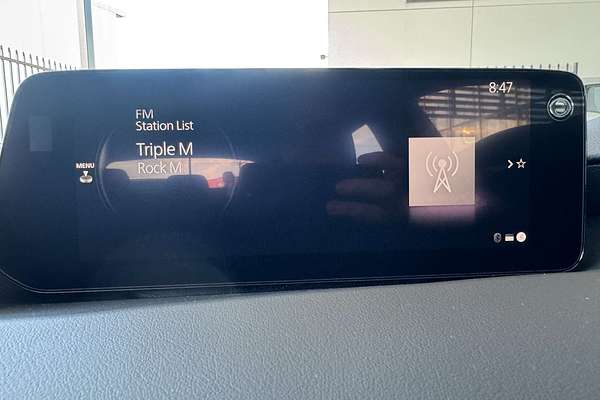 8:47
FM
Station List
Triple M
Rock M
MENU